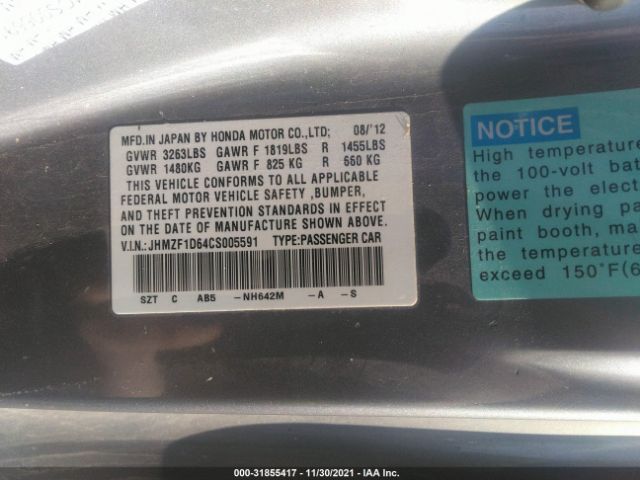 MFD.IN JAPAN BY HONDA MOTOR CO.,LTD; 08/'12
GVWR 3263LBS GAWR F 1819LBS R 1455LBS
GVWR 1480KG GAWR F 825 KG R 660 KG
THIS VEHICLE CONFORMS TO ALL APPLICABLE
FEDERAL MOTOR VEHICLE SAFETY ,BUMPER,
AND THEFT PREVENTION STANDARDS IN EFFECT
ON THE DATE OF MANUFACTURE SHOWN ABOVE.
V.I.N.: JHMZF1D64CS005591 TYPE:PASSENGER CAR
SZT C AB5 -NH642M -A -S
NOTICE
High temperature
the 100-volt bat
power the elect
When drying pa
paint booth, ma
the temperature
exceed 150°F(6
000-31855417 - 11/30/2021 - IAA Inc.